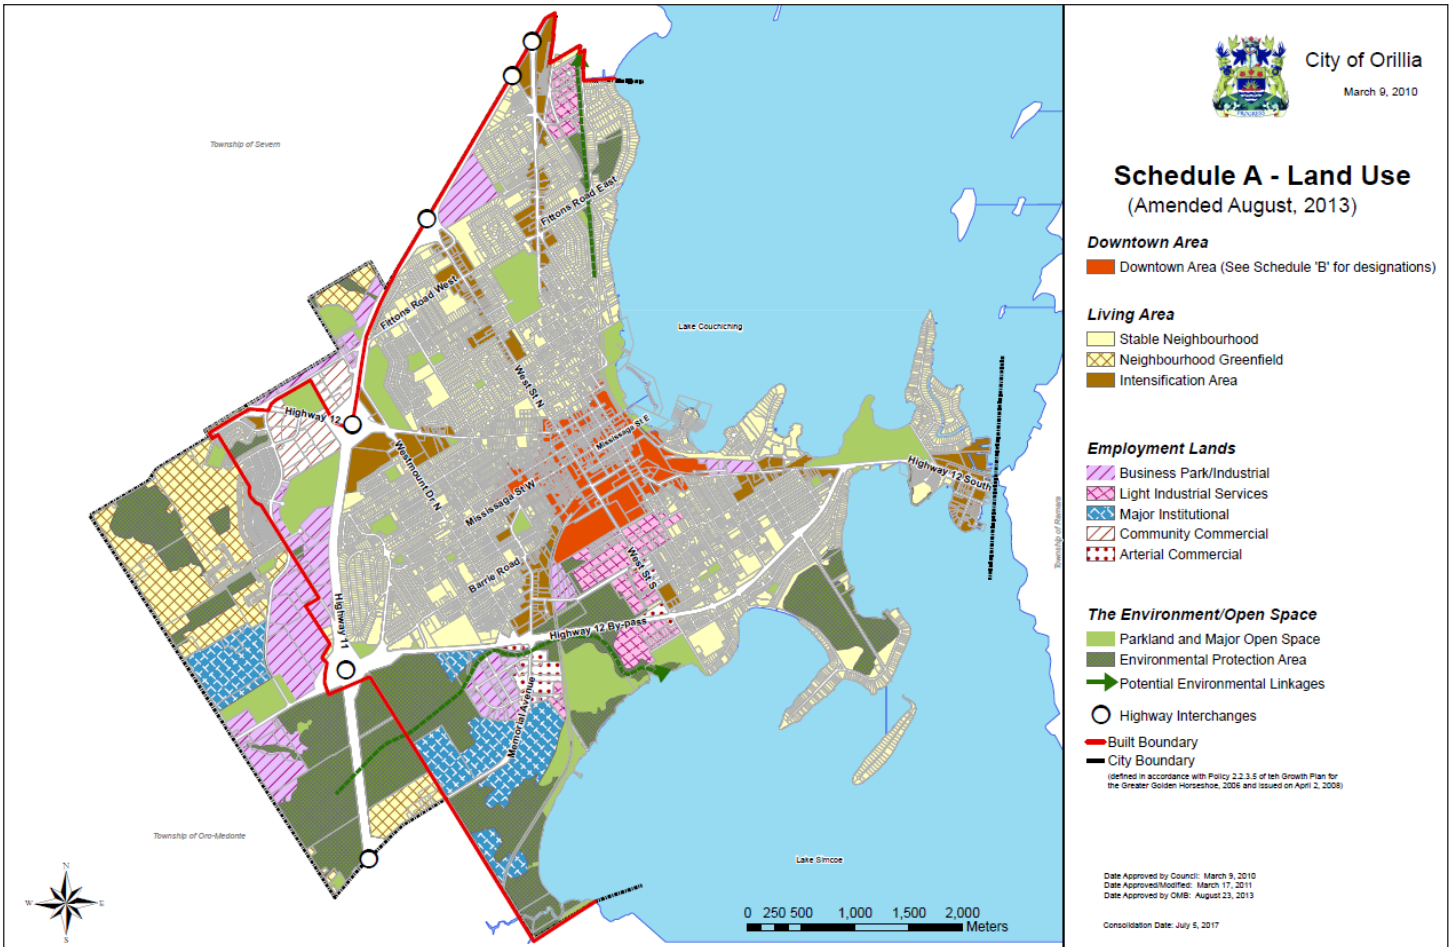 City of Orillia
March 9, 2010
PROGRESS
Schedule A - Land Use
(Amended August, 2013)
Downtown Area
Downtown Area (See Schedule 'B' for designations)
Living Area
Stable Neighbourhood
Neighbourhood Greenfield
Intensification Area
Employment Lands
Business Park/Industrial
Light Industrial Services
Major Institutional
Community Commercial
Arterial Commercial
The Environment/Open Space
Parkland and Major Open Space
Environmental Protection Area
Potential Environmental Linkages
Highway Interchanges
Built Boundary
City Boundary
(defined in accordance with Policy 2.2.3.5 of teh Growth Plan for
the Greater Golden Horseshoe, 2006 and issued on April 2, 2008)
Date Approved by Council: March 9, 2010
Date Approved/Modified: March 17, 2011
Date Approved by OMB: August 23, 2013
Consolidation Date: July 5, 2017
Township of Severn
Fittons Road East
Fittons Road West
Lake Couchiching
West St N
Highway 12
Mississaga St E
Westmount Dr N
Highway 12 South
Mississaga St W
Township of Ramara
Barrie Road
West St S
Highway 11
Highway 12 By-pass
Memorial Avenue
Township of Oro-Medonte
Lake Simcoe
N
W
E
S
0 250 500 1,000 1,500 2,000
Meters